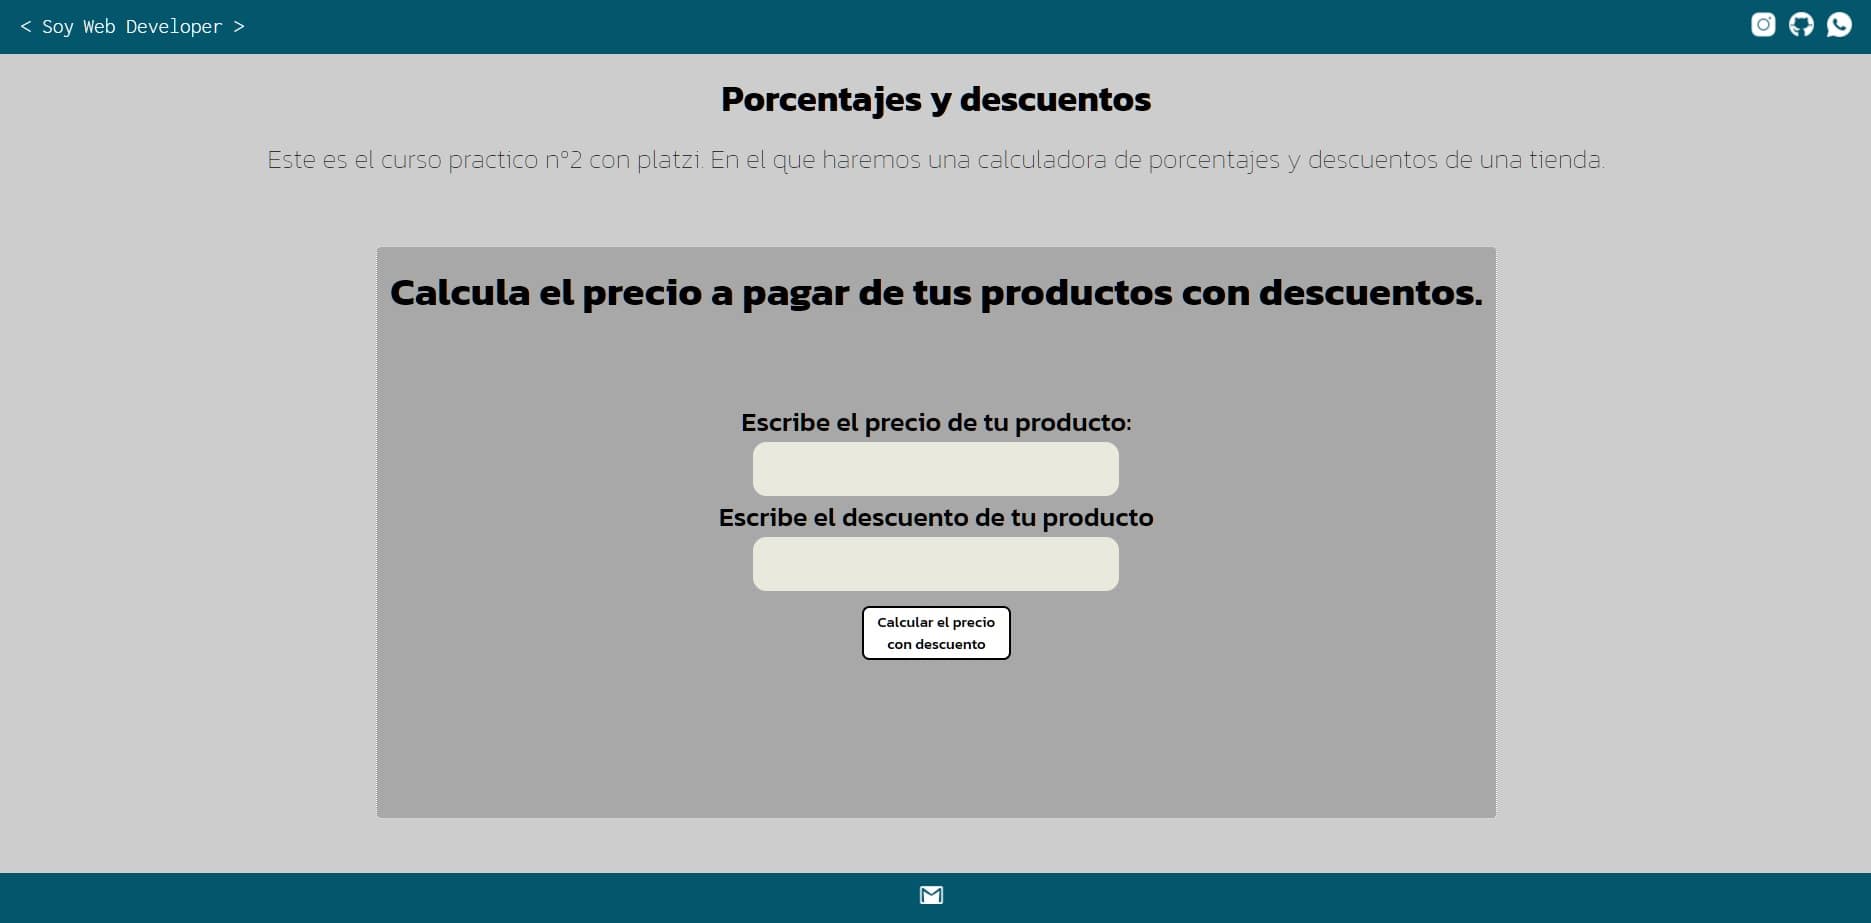 < Soy Web Developer >
Porcentajes y descuentos
Este es el curso practico n°2 con platzi. En el que haremos una calculadora de porcentajes y descuentos de una tienda.
Calcula el precio a pagar de tus productos con descuentos.
Escribe el precio de tu producto:
Escribe el descuento de tu producto
Calcular el precio
con descuento